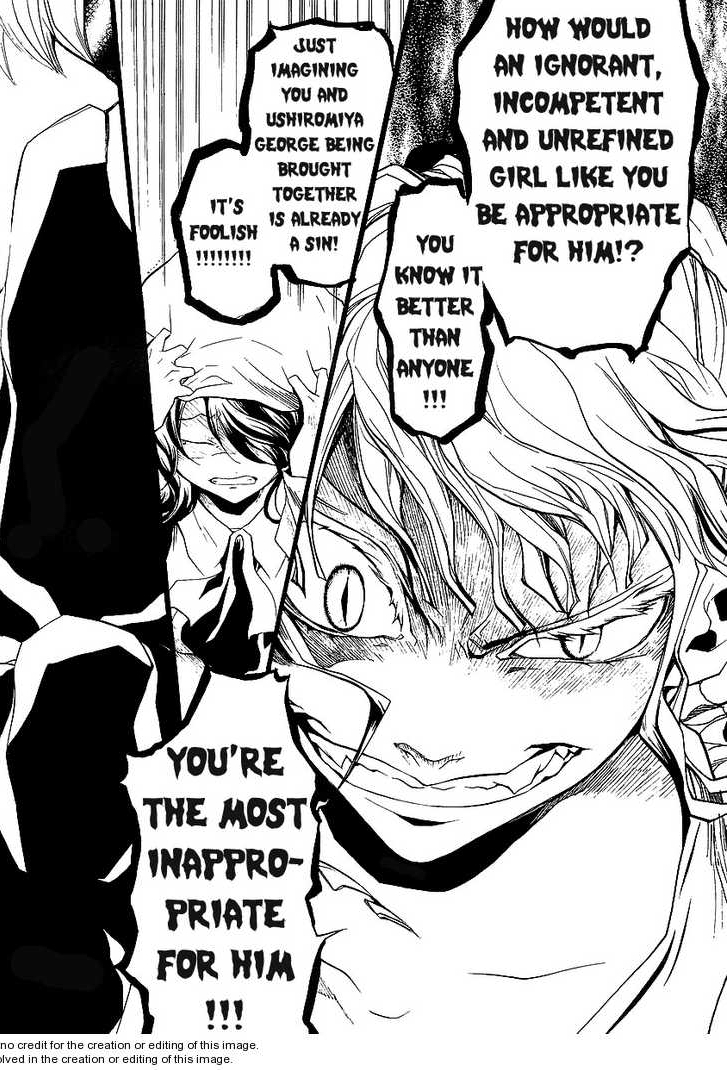 HOW WOULD
AN IGNORANT,
INCOMPETENT
AND UNREFINED
GIRL LIKE YOU
BE APPROPRIATE
FOR HIM!?
YOU
KNOW IT
BETTER
THAN
ANYONE
!!!
JUST
IMAGINING
YOU AND
USHIROMIYA
GEORGE BEING
BROUGHT
TOGETHER
IS ALREADY
A SIN!
IT'S
FOOLISH
!!!!!!!!
YOU'RE
THE MOST
INAPPRO-
PRIATE
FOR HIM
!!!
no credit for the creation or editing of this image.
olved in the creation or editing of this image.